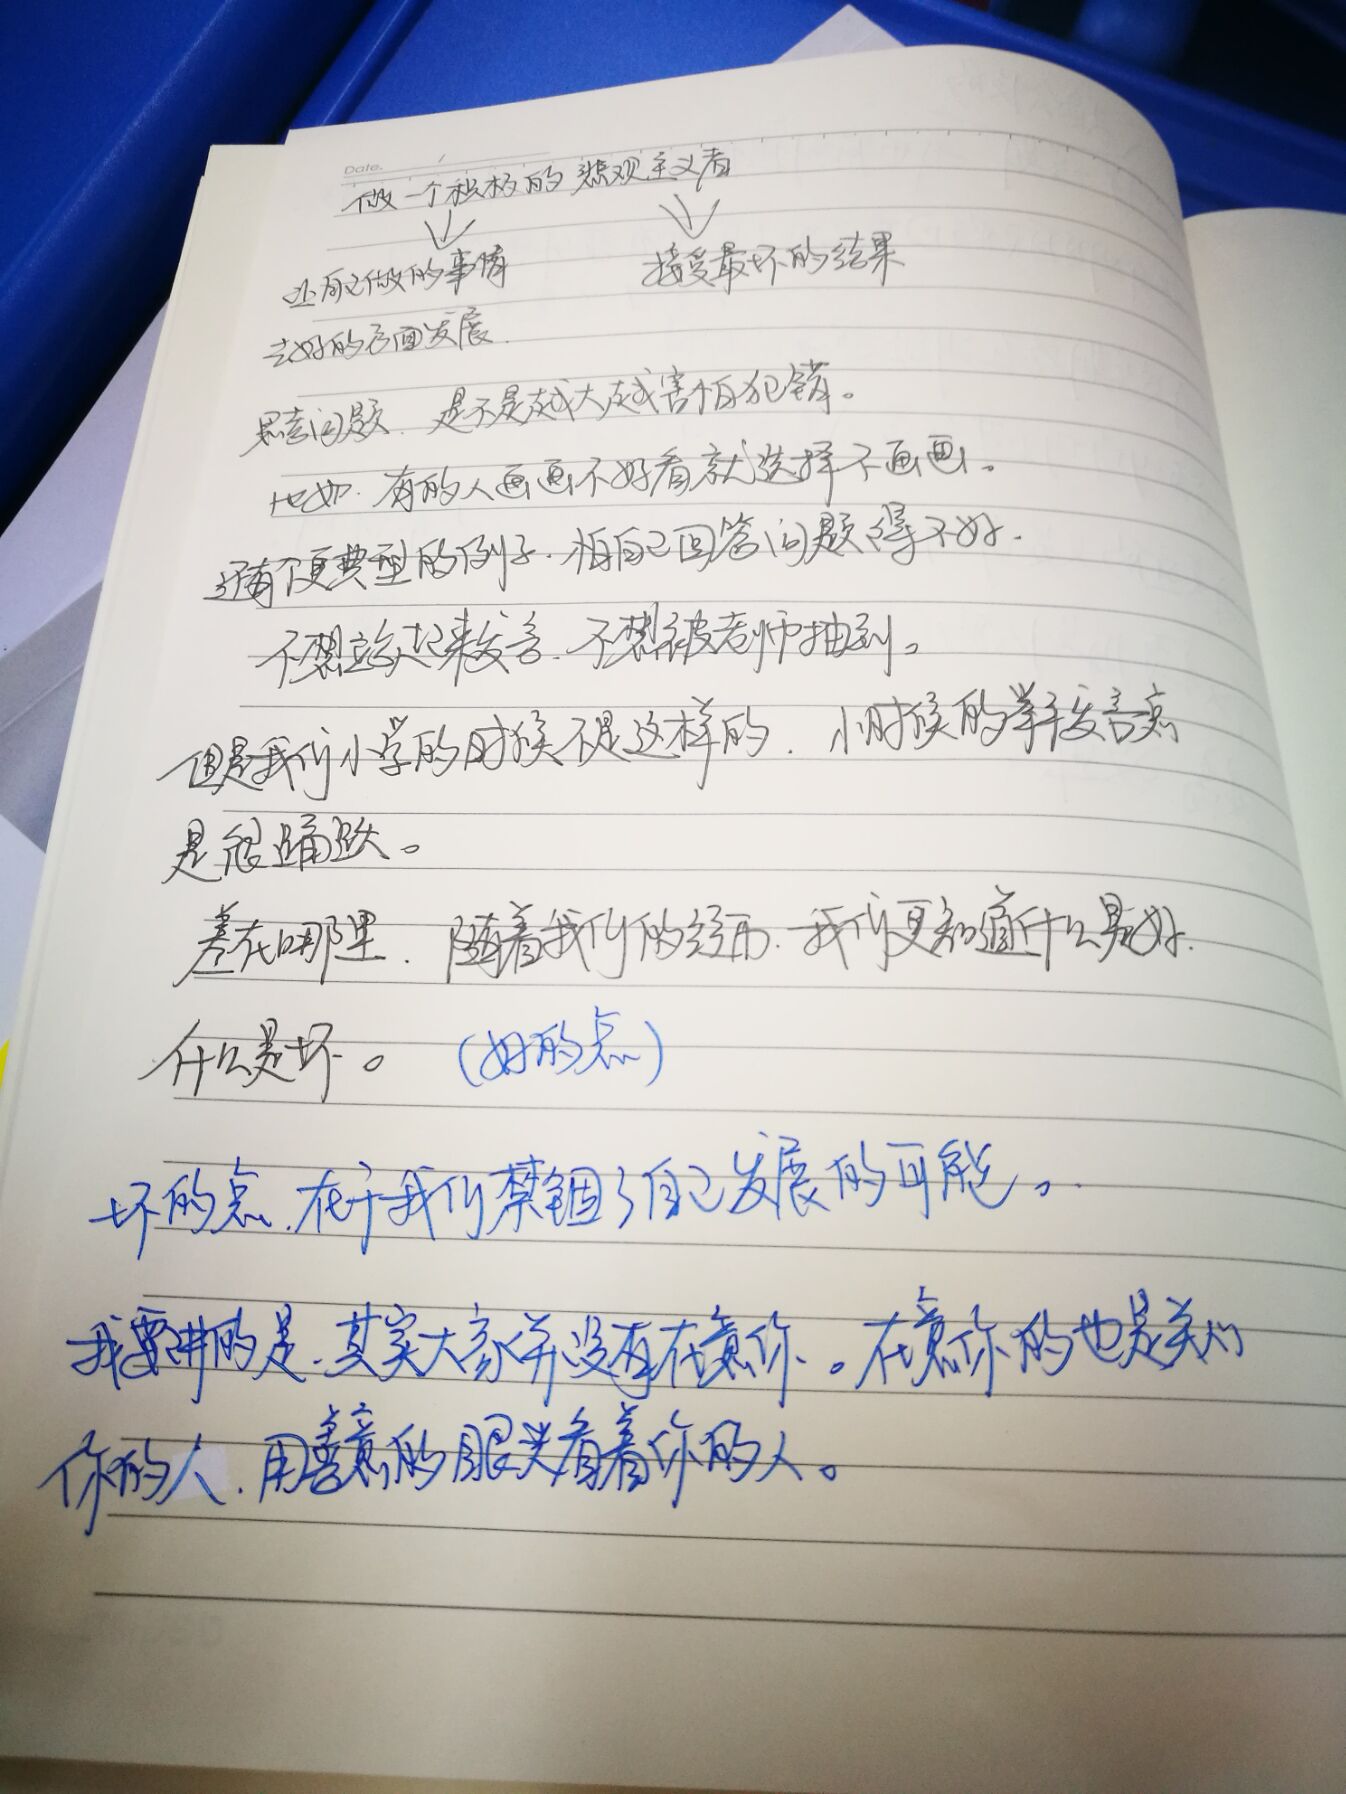 Date.
做一个积极的悲观主义者
还有已做的事情 接受最坏的结果
去好的方面发展.
思考问题. 是不是越大越害怕犯错。
比如. 有的人画画不好看就选择不画画。
还有个更典型的例子. 怕自己回答问题得不好.
不想站起来发言. 不想被老师抽到。
但是我们小学的时候不是这样的. 小时候的举手发言总
是很踊跃。
差在哪里. 随着我们的经历. 我们更知道什么是好.
什么是坏。 (好的点)
坏的点. 在于我们禁锢了自己发展的可能。
我要讲的是. 其实大家并没有在意你。在意你的也是关心
你的人. 用善意的眼光看着你的人。